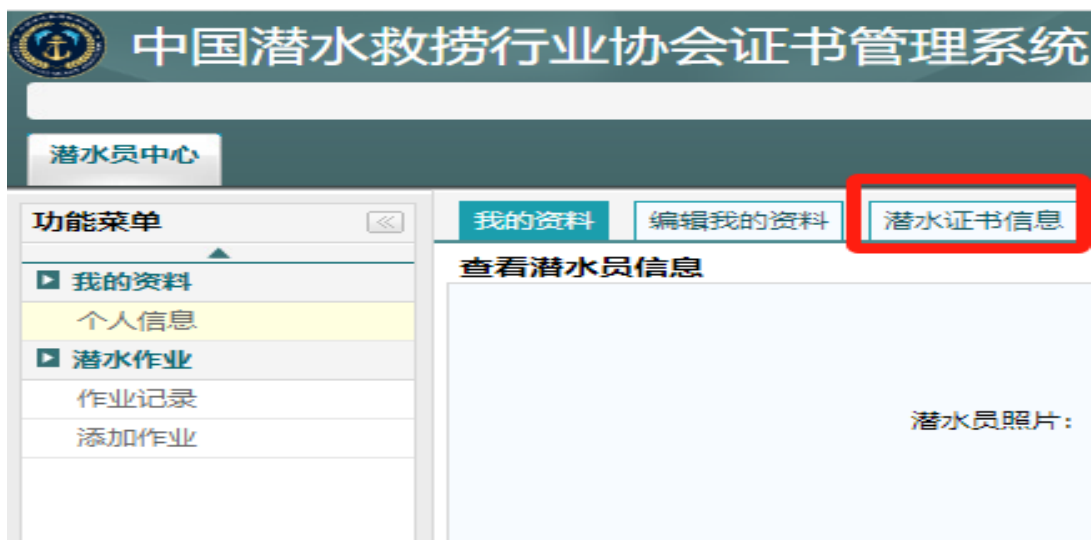 中国潜水救捞行业协会证书管理系统
潜水员中心
功能菜单
我的资料
个人信息
潜水作业
作业记录
添加作业
我的资料 编辑我的资料 潜水证书信息
查看潜水员信息
潜水员照片：